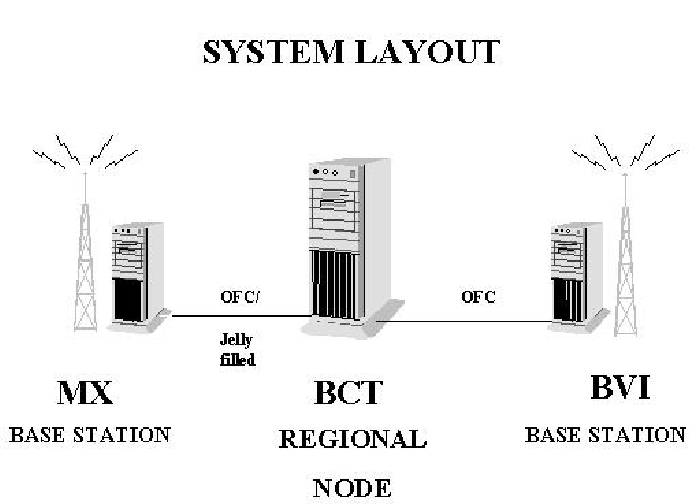 SYSTEM LAYOUT
OFC/
Jelly
filled
OFC
MX
BASE STATION
BCT
REGIONAL
NODE
BVI
BASE STATION